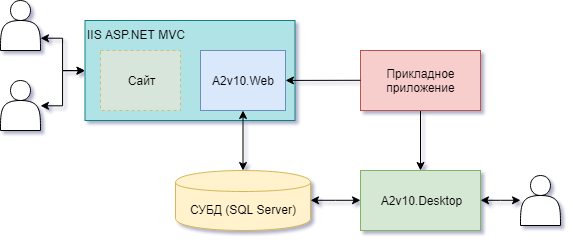 IIS ASP.NET MVC
Сайт
A2v10.Web
Прикладное
приложение
СУБД (SQL Server)
A2v10.Desktop